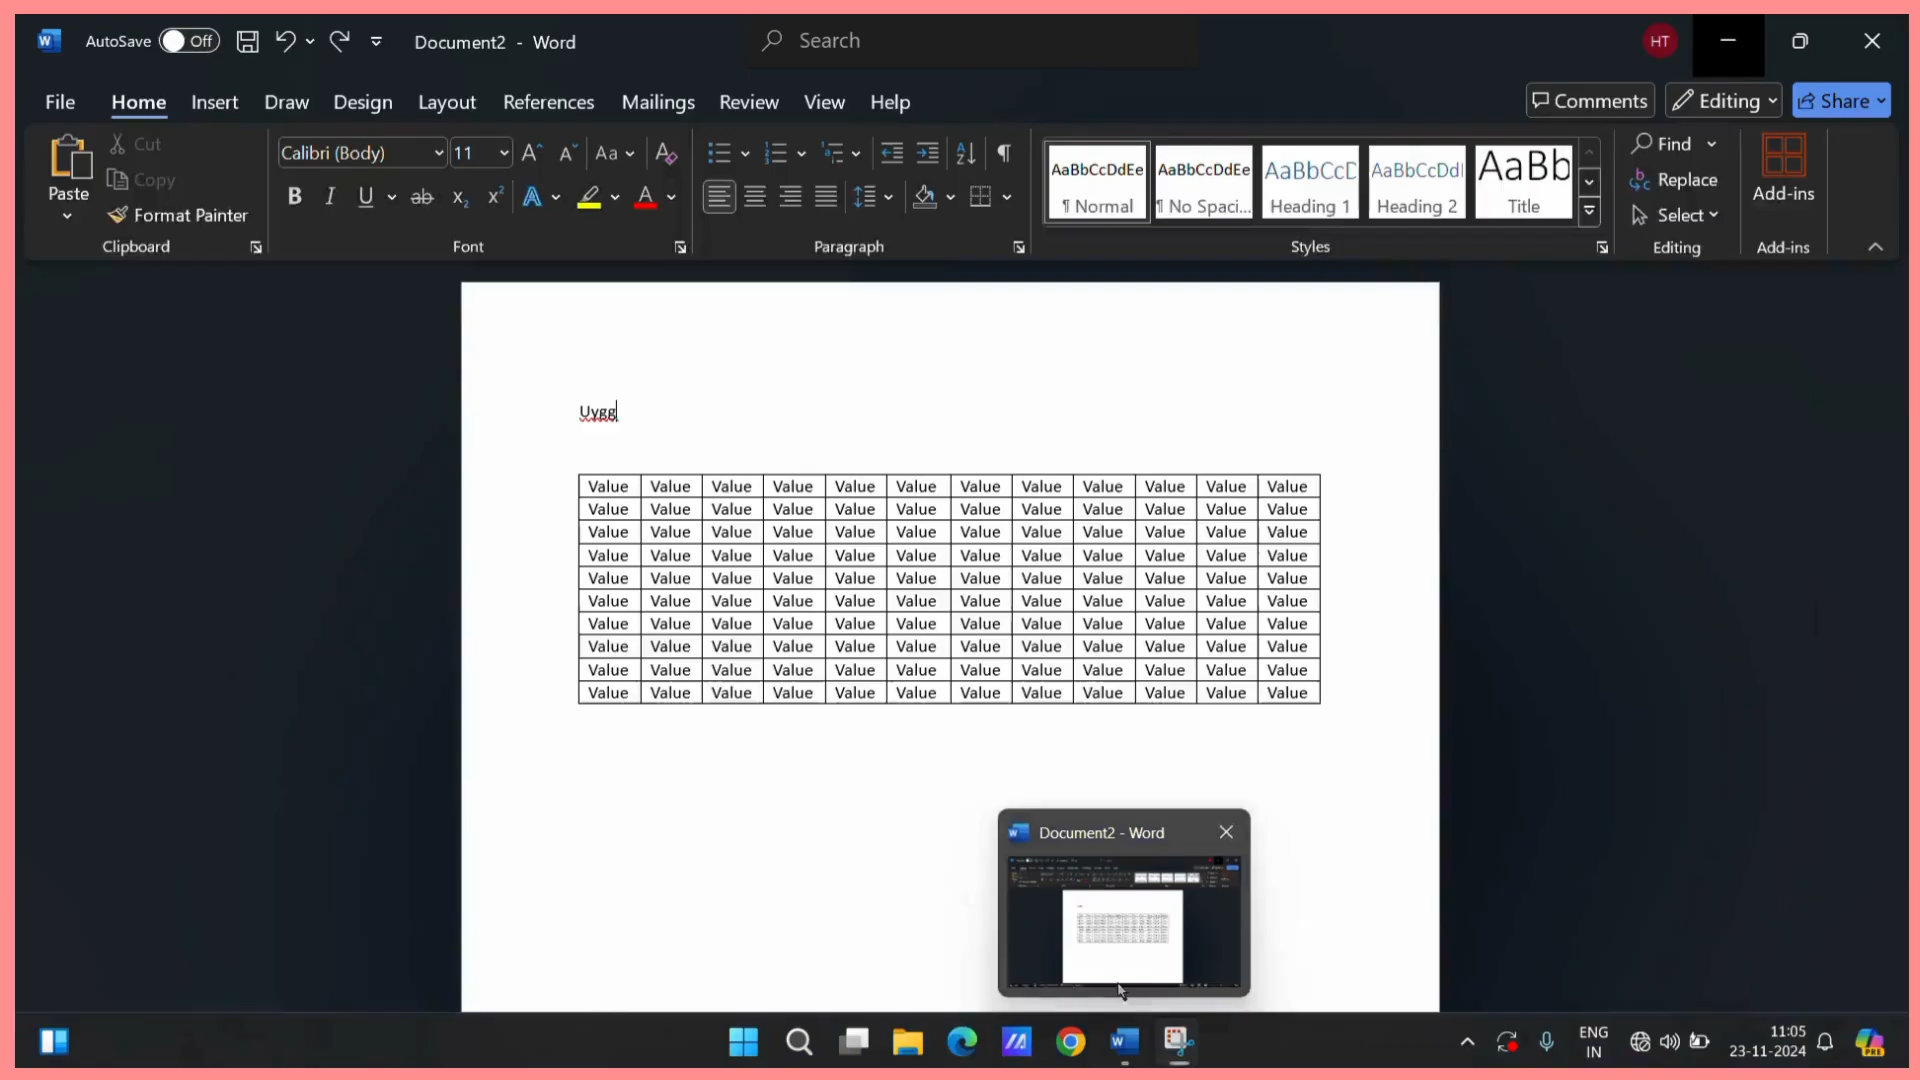 AutoSave Off Document2 - Word Search HT
File Home Insert Draw Design Layout References Mailings Review View Help Comments Editing Share
Paste Cut Copy Format Painter Clipboard
Calibri (Body) 11 Aa
B I U ab x₂ x² A A Font
Paragraph
AaBbCcDdEe AaBbCcDdEe AaBbCcD AaBbCcDdI AaBb
¶ Normal ¶ No Spaci... Heading 1 Heading 2 Title
Styles
Find Replace Select Editing
Add-ins
Add-ins
Uygg
Value Value Value Value Value Value Value Value Value Value Value Value
Value Value Value Value Value Value Value Value Value Value Value Value
Value Value Value Value Value Value Value Value Value Value Value Value
Value Value Value Value Value Value Value Value Value Value Value Value
Value Value Value Value Value Value Value Value Value Value Value Value
Value Value Value Value Value Value Value Value Value Value Value Value
Value Value Value Value Value Value Value Value Value Value Value Value
Value Value Value Value Value Value Value Value Value Value Value Value
Value Value Value Value Value Value Value Value Value Value Value Value
Value Value Value Value Value Value Value Value Value Value Value Value
Document2 - Word
ENG 11:05
IN 23-11-2024
PRE